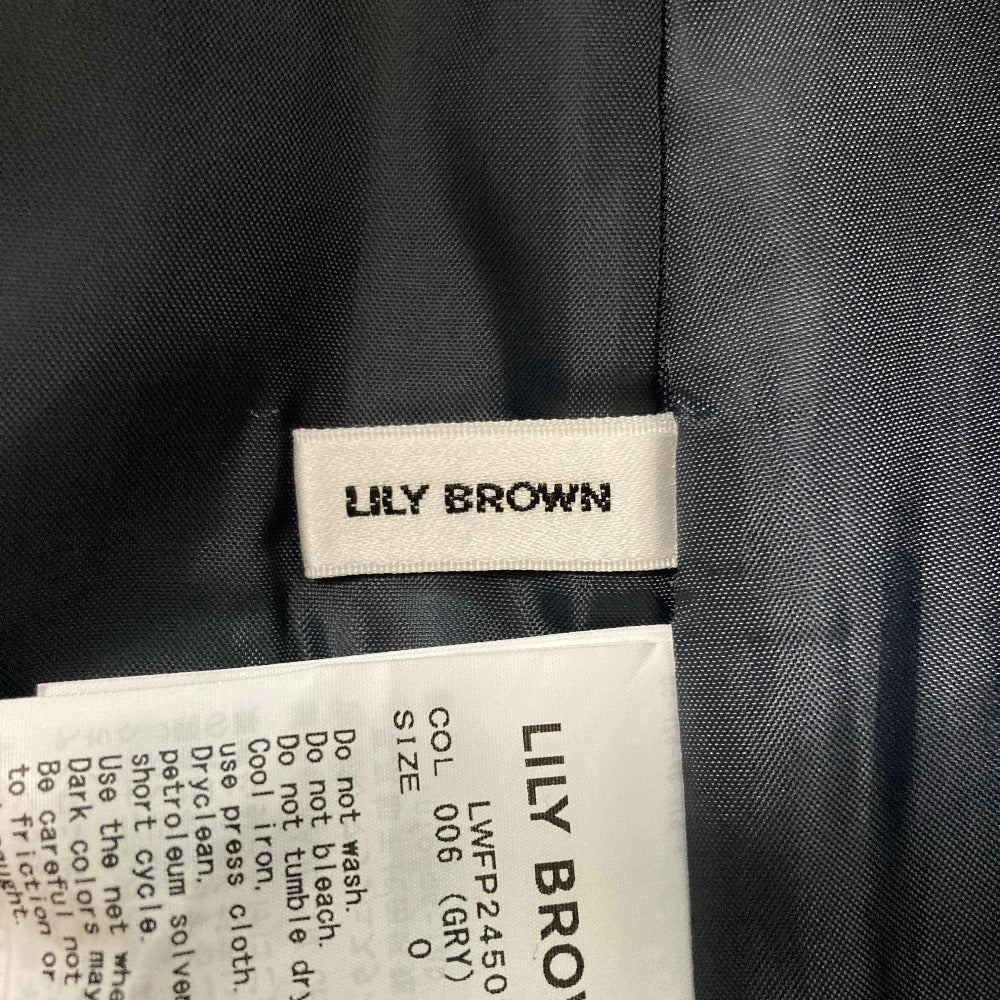 LILY BROWN
LILY BROW
LWFP2450
COL 006 (GRY)
SIZE 0
Do not wash.
Do not bleach.
Do not tumble dry
Cool iron,
use press cloth.
Dryclean.
petroleum solve
short cycle.
Use the net whe
Dark colors may
Be careful not
to friction or